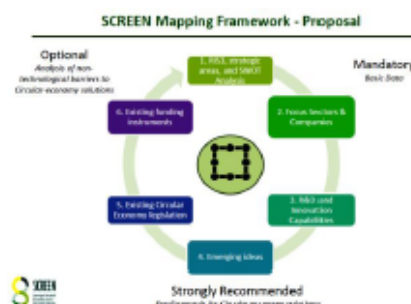 SCREEN Mapping Framework - Proposal
Optional
Analysis of non-
technological barriers to
Circular-economy solutions
1. RIS3, strategic
areas, and SWOT
Analysis
Mandatory
Basic Data
6. Existing funding
instruments
2. Focus Sectors &
Companies
5. Existing Circular
Economy legislation
3. R&D and
Innovation
Capabilities
4. Emerging ideas
SCREEN
Strongly Recommended